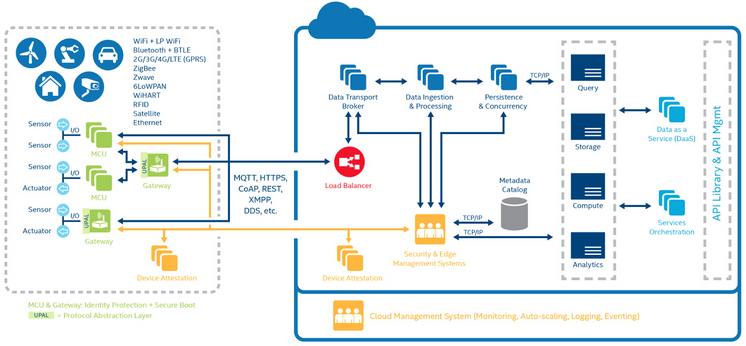 WiFi + LP WiFi
Bluetooth + BTLE
2G/3G/4G/LTE (GPRS)
ZigBee
Zwave
6LoWPAN
WiHART
RFID
Satellite
Ethernet
Sensor
I/O
Sensor
MCU
Sensor
I/O
Actuator
MCU
UPAL
Gateway
Sensor
I/O
UPAL
Actuator
Gateway
Device Attestation
MCU & Gateway: Identity Protection + Secure Boot
UPAL = Protocol Abstraction Layer
MQTT, HTTPS,
CoAP, REST,
XMPP,
DDS, etc.
Data Transport
Broker
Data Ingestion
& Processing
Persistence
& Concurrency
TCP/IP
Load Balancer
Metadata
Catalog
TCP/IP
TCP/IP
Security & Edge
Management Systems
Device Attestation
Query
Storage
Compute
Analytics
Data as a
Service (DaaS)
Services
Orchestration
API Library & API Mgmt
Cloud Management System (Monitoring, Auto-scaling, Logging, Eventing)